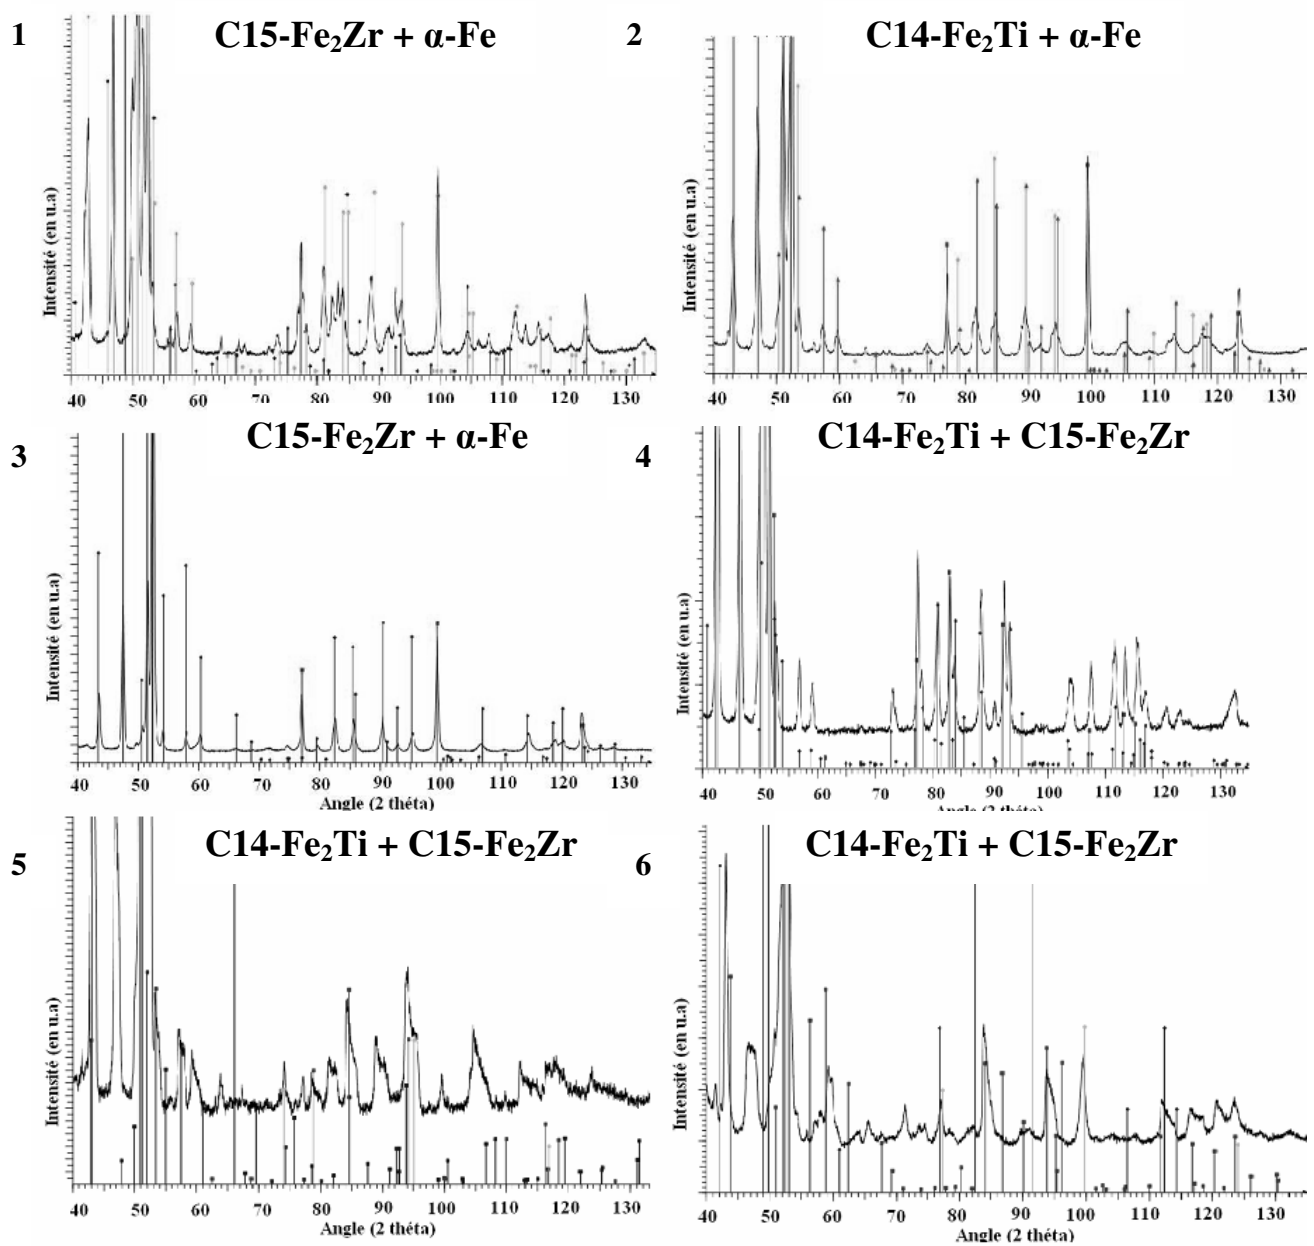 1
C15-Fe₂Zr + α-Fe
Intensité (en u.a)
40 50 60 70 80 90 100 110 120 130
2
C14-Fe₂Ti + α-Fe
Intensité (en u.a)
40 50 60 70 80 90 100 110 120 130
3
C15-Fe₂Zr + α-Fe
Intensité (en u.a)
40 50 60 70 80 90 100 110 120 130
Angle (2 théta)
4
C14-Fe₂Ti + C15-Fe₂Zr
Intensité (en u.a)
40 50 60 70 80 90 100 110 120 130
Angle (2 théta)
5
C14-Fe₂Ti + C15-Fe₂Zr
Intensité (en u.a)
40 50 60 70 80 90 100 110 120 130
Angle (2 théta)
6
C14-Fe₂Ti + C15-Fe₂Zr
Intensité (en u.a)
40 50 60 70 80 90 100 110 120 130
Angle (2 théta)